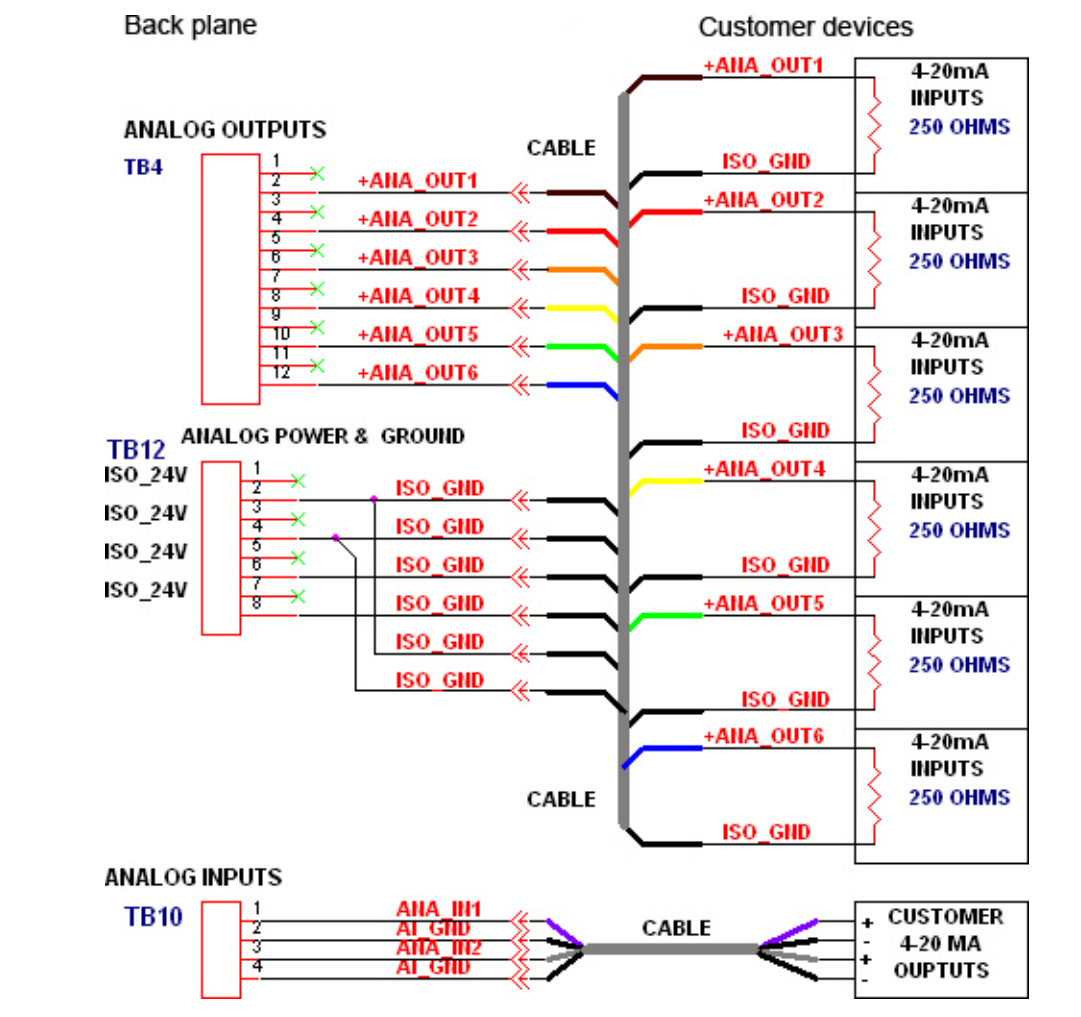 Back plane
Customer devices
ANALOG OUTPUTS
TB4
1
2
3
4
5
6
7
8
9
10
11
12
+ANA_OUT1
+ANA_OUT2
+ANA_OUT3
+ANA_OUT4
+ANA_OUT5
+ANA_OUT6
CABLE
TB12
ANALOG POWER & GROUND
ISO_24V
ISO_24V
ISO_24V
ISO_24V
1
2
3
4
5
6
7
8
ISO_GND
ISO_GND
ISO_GND
ISO_GND
ISO_GND
ISO_GND
CABLE
+ANA_OUT1
ISO_GND
4-20mA
INPUTS
250 OHMS
+ANA_OUT2
ISO_GND
4-20mA
INPUTS
250 OHMS
+ANA_OUT3
ISO_GND
4-20mA
INPUTS
250 OHMS
+ANA_OUT4
ISO_GND
4-20mA
INPUTS
250 OHMS
+ANA_OUT5
ISO_GND
4-20mA
INPUTS
250 OHMS
+ANA_OUT6
ISO_GND
4-20mA
INPUTS
250 OHMS
ANALOG INPUTS
TB10
1
2
3
4
ANA_IN1
AI_GND
ANA_IN2
AI_GND
CABLE
+
-
+
-
CUSTOMER
4-20 MA
OUPTUTS